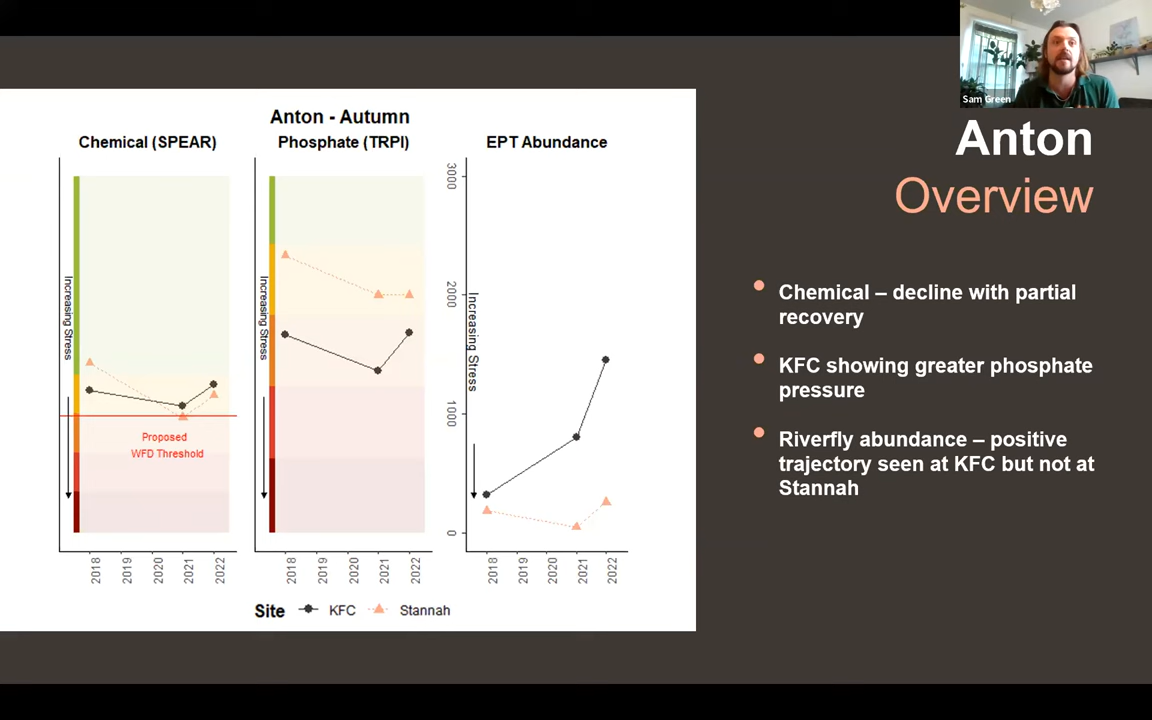 Sam Green
Anton
Overview
Anton - Autumn
Chemical (SPEAR)
Phosphate (TRPI)
EPT Abundance
Increasing Stress
Proposed
WFD Threshold
2018
2019
2020
2021
2022
Increasing Stress
2018
2019
2020
2021
2022
3000
2000
1000
0
Increasing Stress
2018
2019
2020
2021
2022
Site
KFC
Stannah
Chemical – decline with partial
recovery
KFC showing greater phosphate
pressure
Riverfly abundance – positive
trajectory seen at KFC but not at
Stannah